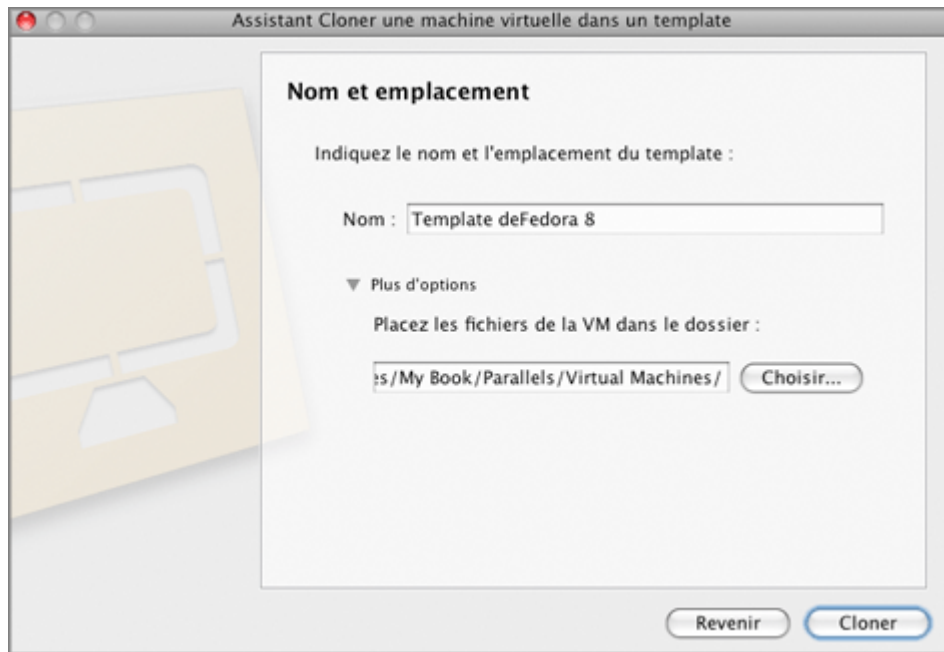 Assistant Cloner une machine virtuelle dans un template
Nom et emplacement
Indiquez le nom et l'emplacement du template :
Nom : Template deFedora 8
Plus d'options
Placez les fichiers de la VM dans le dossier :
es/My Book/Parallels/Virtual Machines/ Choisir...
Revenir Cloner